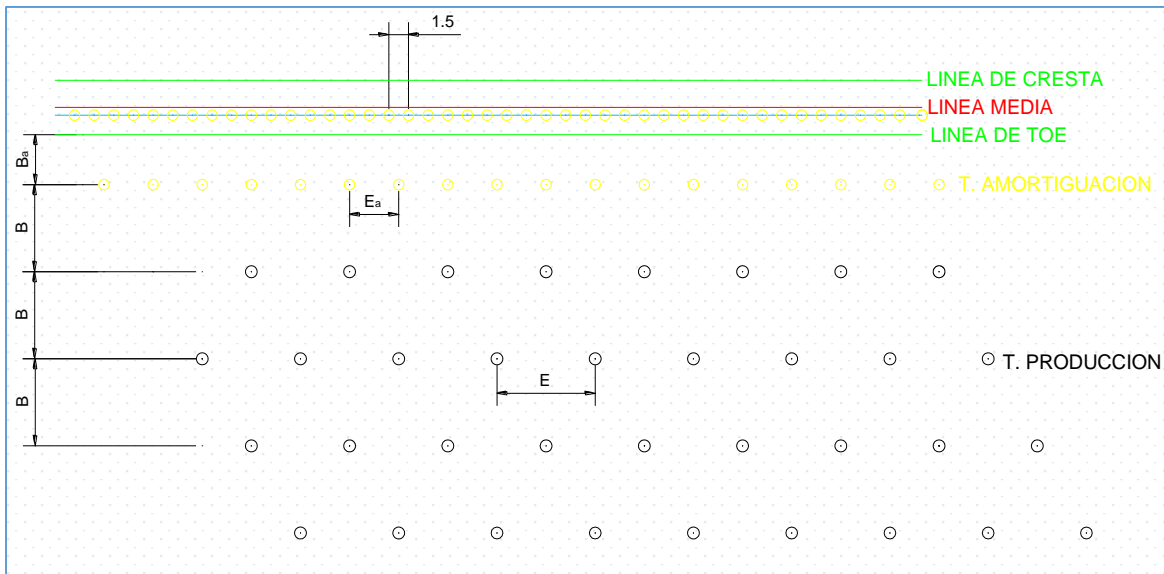 1.5
LINEA DE CRESTA
LINEA MEDIA
LINEA DE TOE
Ba
T. AMORTIGUACION
Ea
B
B
T. PRODUCCION
E
B